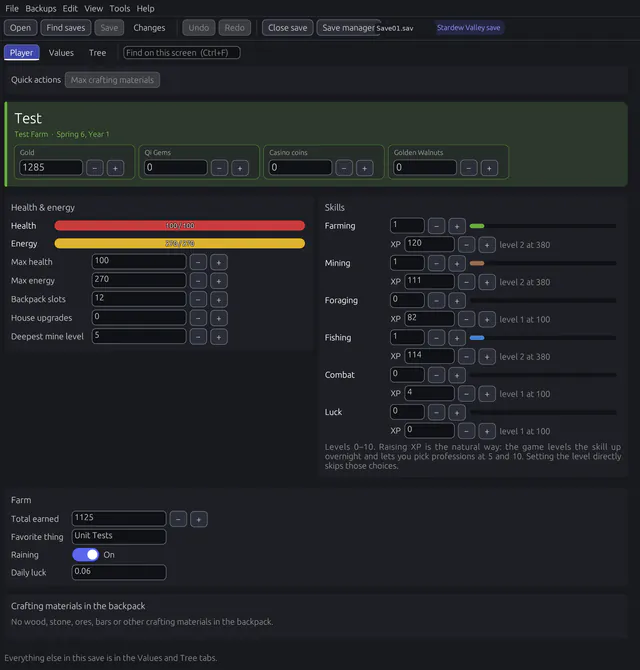 File Backups Edit View Tools Help
Open Find saves Save Changes Undo Redo Close save Save manager Save01.sav Stardew Valley save
Player Values Tree Find on this screen (Ctrl+F)
Quick actions Max crafting materials
Test
Test Farm · Spring 6, Year 1
Gold Qi Gems Casino coins Golden Walnuts
1285 − + 0 − + 0 − + 0 − +
Health & energy
Health 100 / 100
Energy 270 / 270
Max health 100 − +
Max energy 270 − +
Backpack slots 12 − +
House upgrades 0 − +
Deepest mine level 5 − +
Skills
Farming 1 − +
XP 120 − + level 2 at 380
Mining 1 − +
XP 111 − + level 2 at 380
Foraging 0 − +
XP 82 − + level 1 at 100
Fishing 1 − +
XP 114 − + level 2 at 380
Combat 0 − +
XP 4 − + level 1 at 100
Luck 0 − +
XP 0 − + level 1 at 100
Levels 0–10. Raising XP is the natural way: the game levels the skill up
overnight and lets you pick professions at 5 and 10. Setting the level directly
skips those choices.
Farm
Total earned 1125 − +
Favorite thing Unit Tests
Raining On
Daily luck 0.06
Crafting materials in the backpack
No wood, stone, ores, bars or other crafting materials in the backpack.
Everything else in this save is in the Values and Tree tabs.